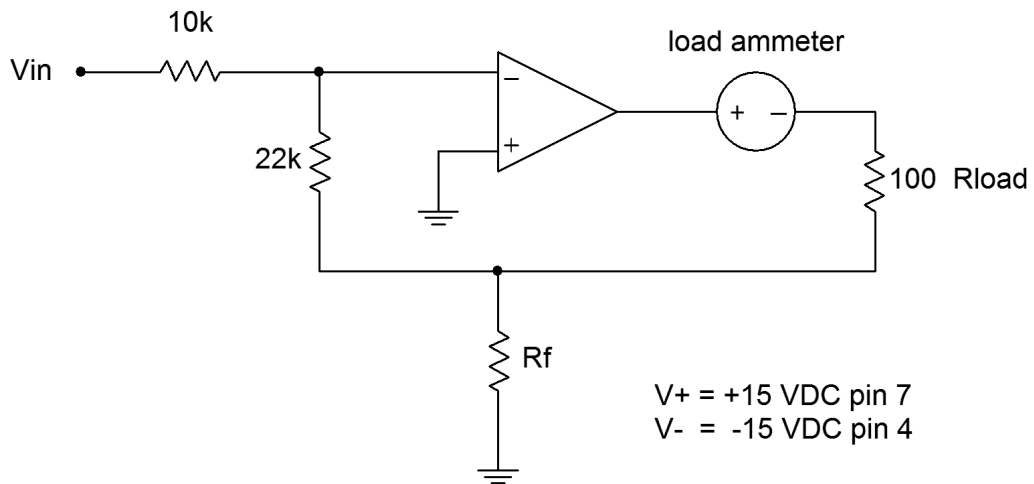 10k
load ammeter
Vin
−
+ −
22k
+
100 Rload
Rf
V+ = +15 VDC pin 7
V- = -15 VDC pin 4